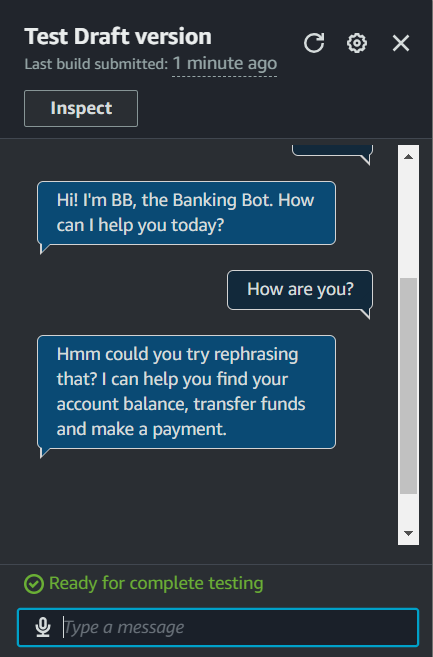 Test Draft version
Last build submitted: 1 minute ago
Inspect
Hi! I'm BB, the Banking Bot. How
can I help you today?
How are you?
Hmm could you try rephrasing
that? I can help you find your
account balance, transfer funds
and make a payment.
Ready for complete testing
Type a message